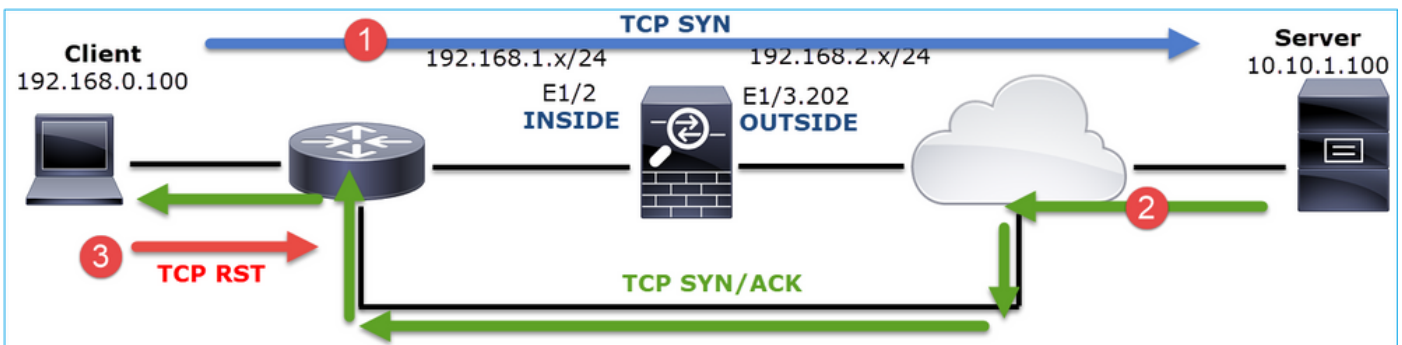 TCP SYN
1
Client
192.168.0.100
192.168.1.x/24
192.168.2.x/24
Server
10.10.1.100
E1/2
INSIDE
E1/3.202
OUTSIDE
2
3
TCP RST
TCP SYN/ACK